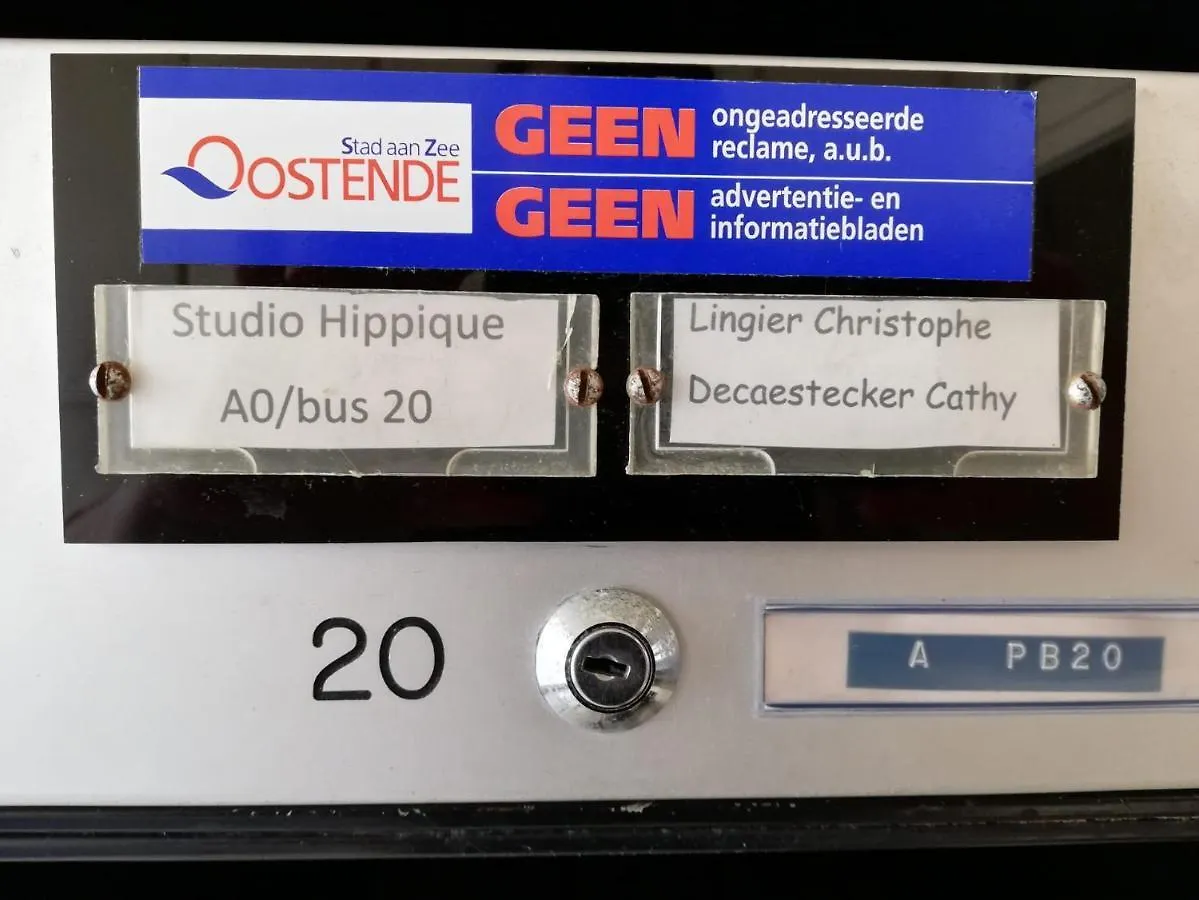 Stad aan Zee
OOSTENDE
GEEN ongeadresseerde
reclame, a.u.b.
GEEN advertentie- en
informatiebladen
Studio Hippique
A0/bus 20
Lingier Christophe
Decaestecker Cathy
20
A PB20